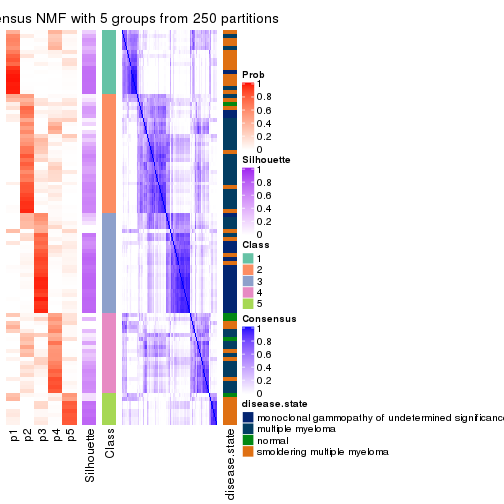 ensus NMF with 5 groups from 250 partitions
Prob
1
0.8
0.6
0.4
0.2
0
Silhouette
1
0.8
0.6
0.4
0.2
0
Class
1
2
3
4
5
Consensus
1
0.8
0.6
0.4
0.2
0
disease.state
monoclonal gammopathy of undetermined significance
multiple myeloma
normal
smoldering multiple myeloma
p1
p2
p3
p4
p5
Silhouette
Class
disease.state